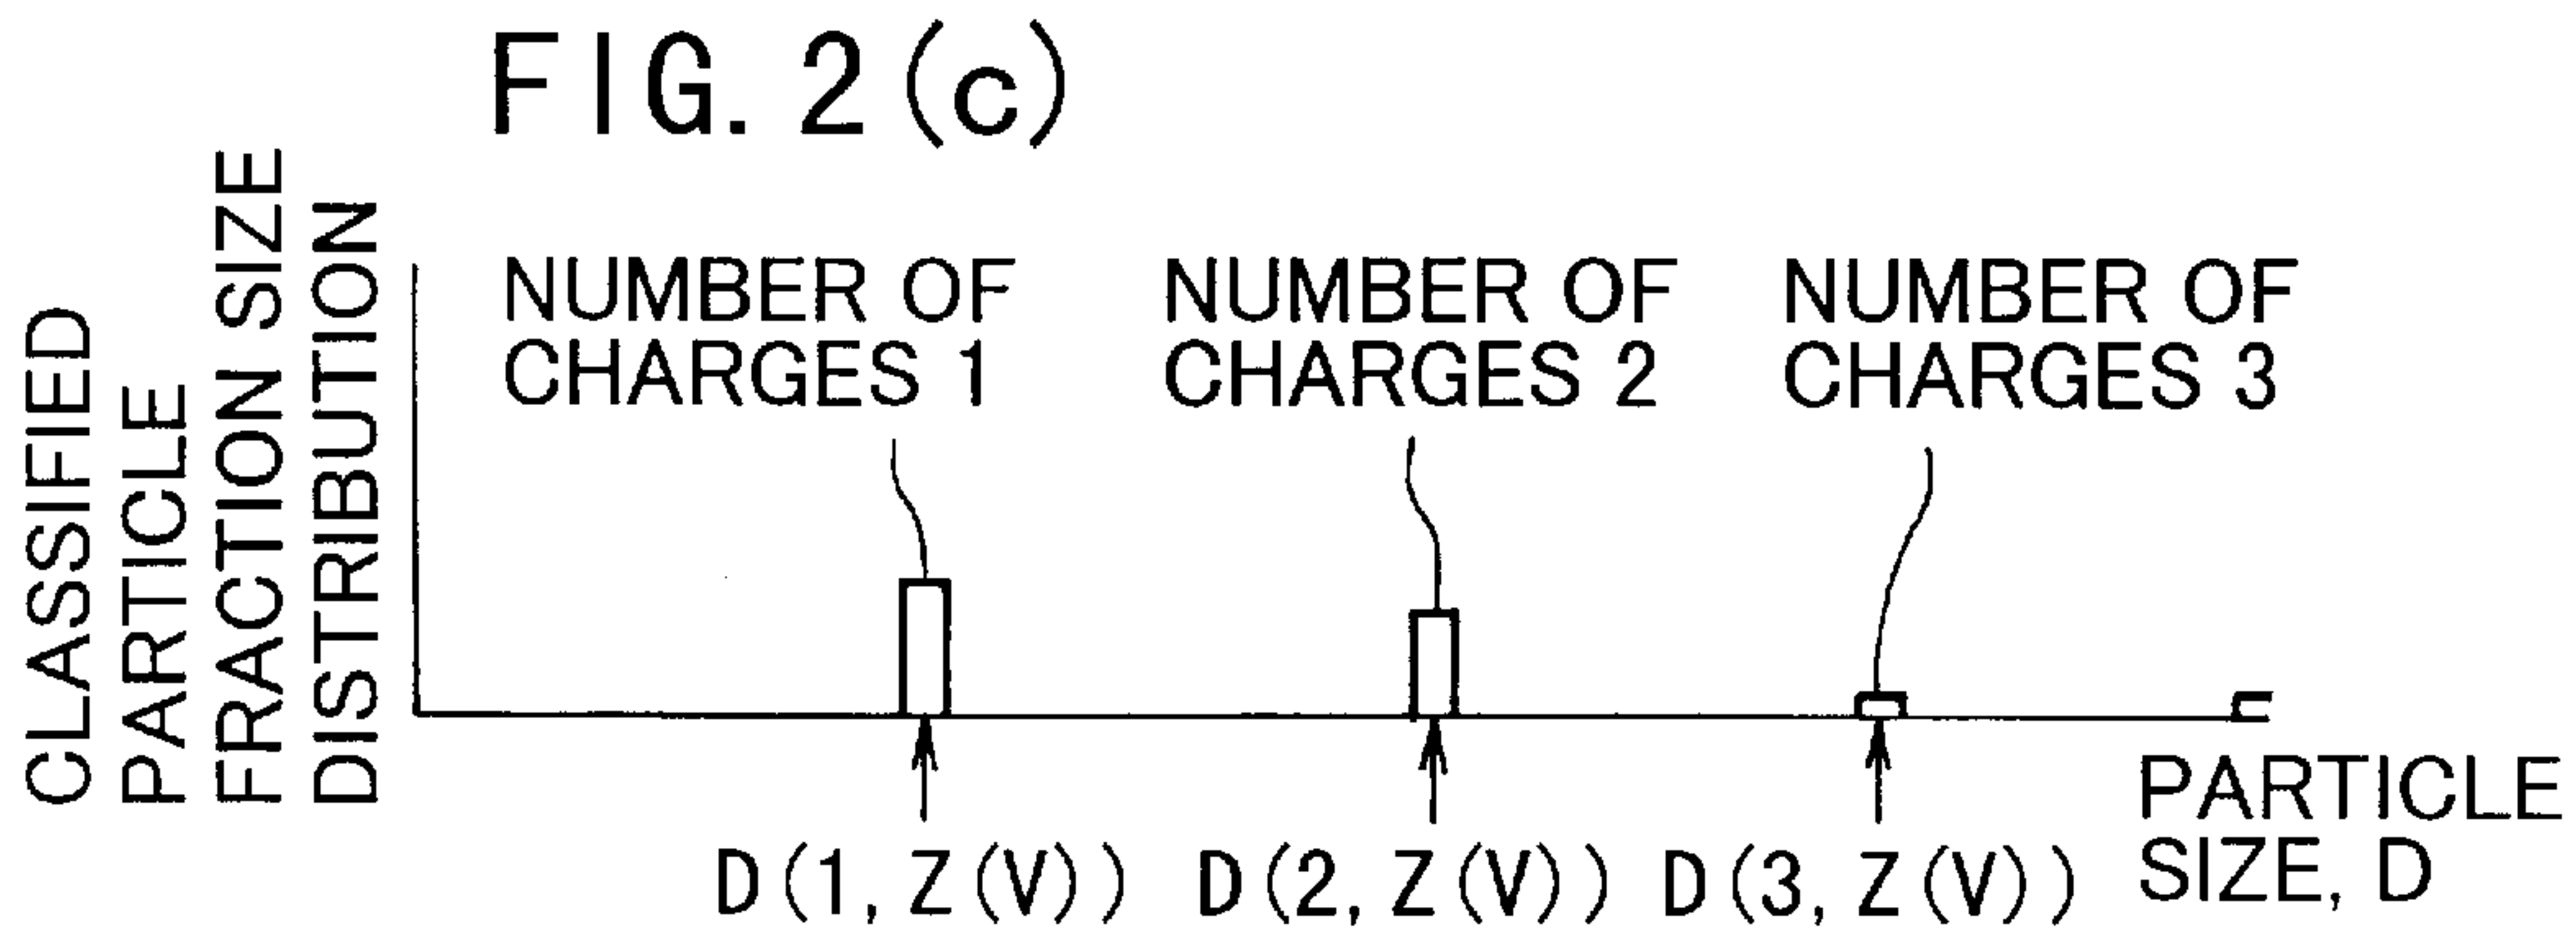 FIG. 2 (c)
CLASSIFIED
PARTICLE
FRACTION SIZE
DISTRIBUTION
NUMBER OF
CHARGES 1
NUMBER OF
CHARGES 2
NUMBER OF
CHARGES 3
D (1, Z (V))
D (2, Z (V))
D (3, Z (V))
PARTICLE
SIZE, D